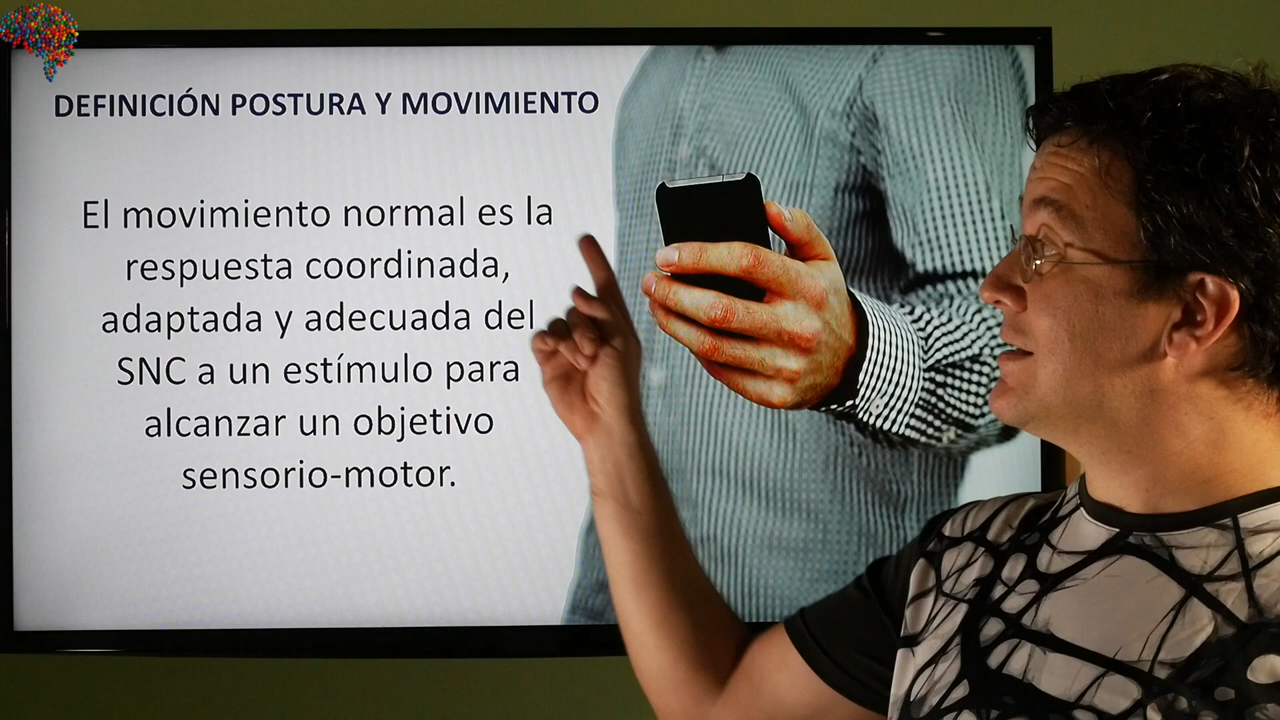 DEFINICIÓN POSTURA Y MOVIMIENTO
El movimiento normal es la
respuesta coordinada,
adaptada y adecuada del
SNC a un estímulo para
alcanzar un objetivo
sensorio-motor.